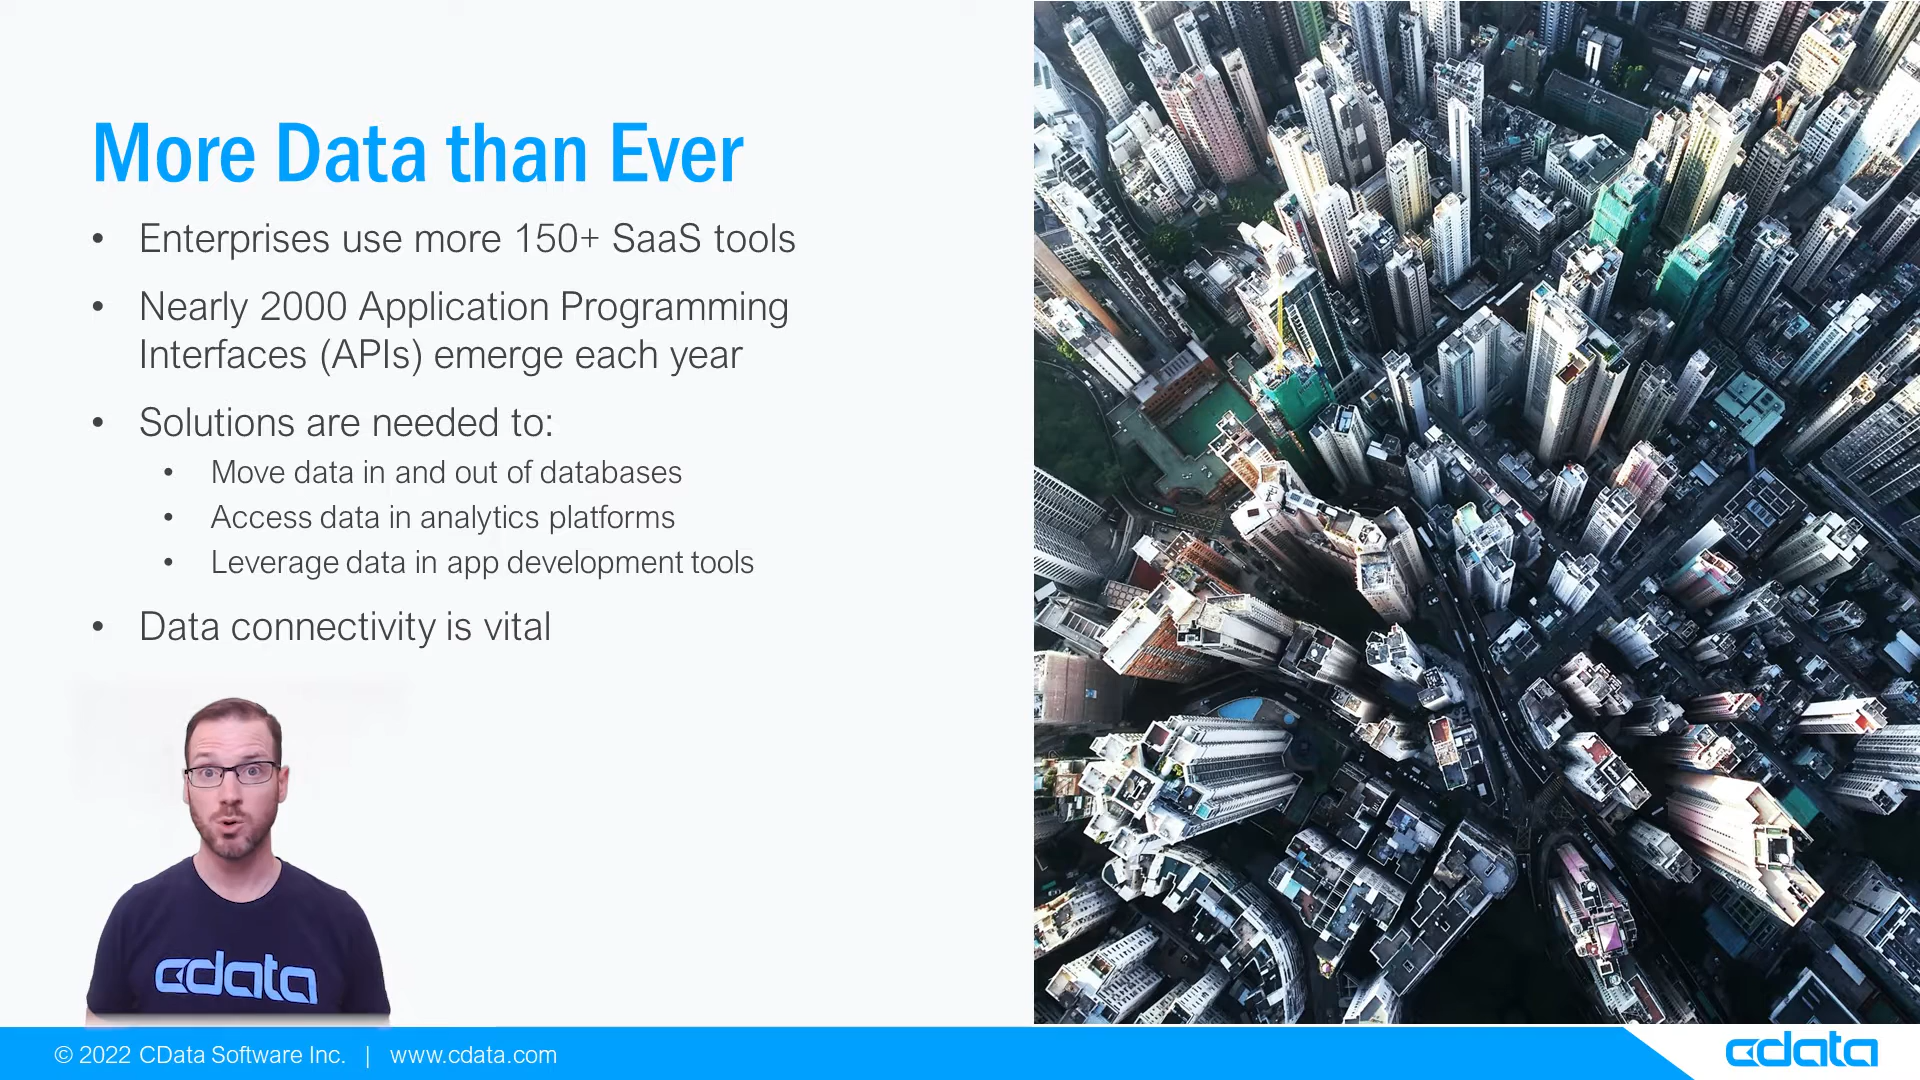 More Data than Ever
• Enterprises use more 150+ SaaS tools
• Nearly 2000 Application Programming
Interfaces (APIs) emerge each year
• Solutions are needed to:
• Move data in and out of databases
• Access data in analytics platforms
• Leverage data in app development tools
• Data connectivity is vital
cdata
© 2022 CData Software Inc. | www.cdata.com
cdata